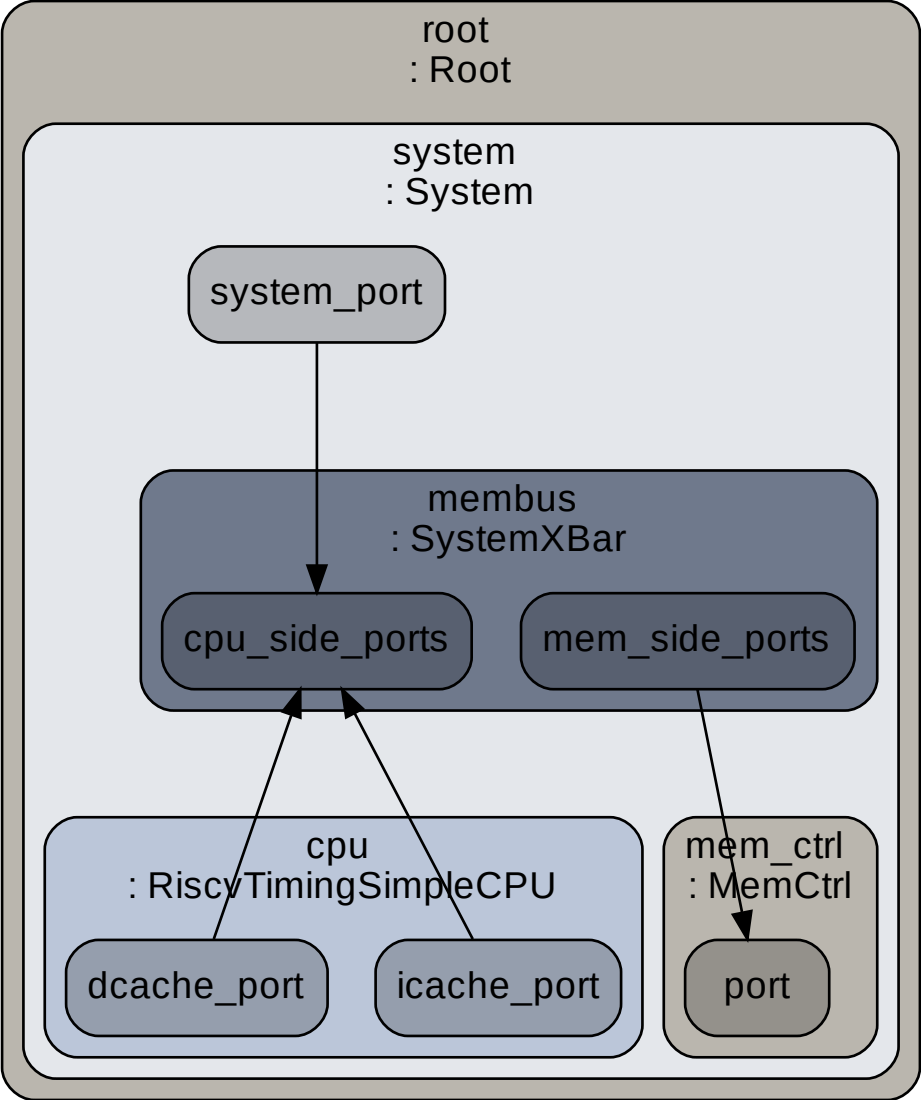 root
: Root
system
: System
system_port
membus
: SystemXBar
cpu_side_ports
mem_side_ports
cpu
: RiscvTimingSimpleCPU
mem_ctrl
: MemCtrl
dcache_port
icache_port
port